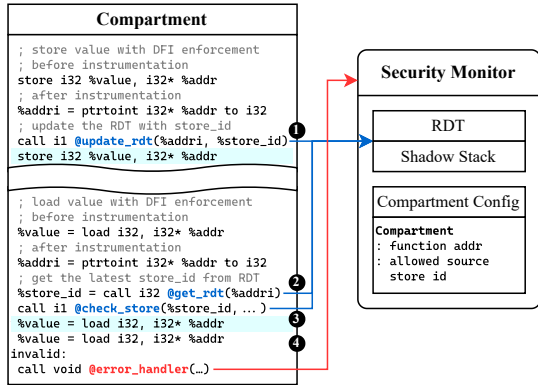 Compartment
; store value with DFI enforcement
; before instrumentation
store i32 %value, i32* %addr
; after instrumentation
%addri = ptrtoint i32* %addr to i32
; update the RDT with store_id
1
call i1 @update_rdt(%addri, %store_id)
store i32 %value, i32* %addr
; load value with DFI enforcement
; before instrumentation
%value = load i32, i32* %addr
; after instrumentation
%addri = ptrtoint i32* %addr to i32
; get the latest store_id from RDT
2
%store_id = call i32 @get_rdt(%addri)
call i1 @check_store(%store_id, ...)
3
%value = load i32, i32* %addr
%value = load i32, i32* %addr
4
invalid:
call void @error_handler(…)
Security Monitor
RDT
Shadow Stack
Compartment Config
Compartment
: function addr
: allowed source
store id